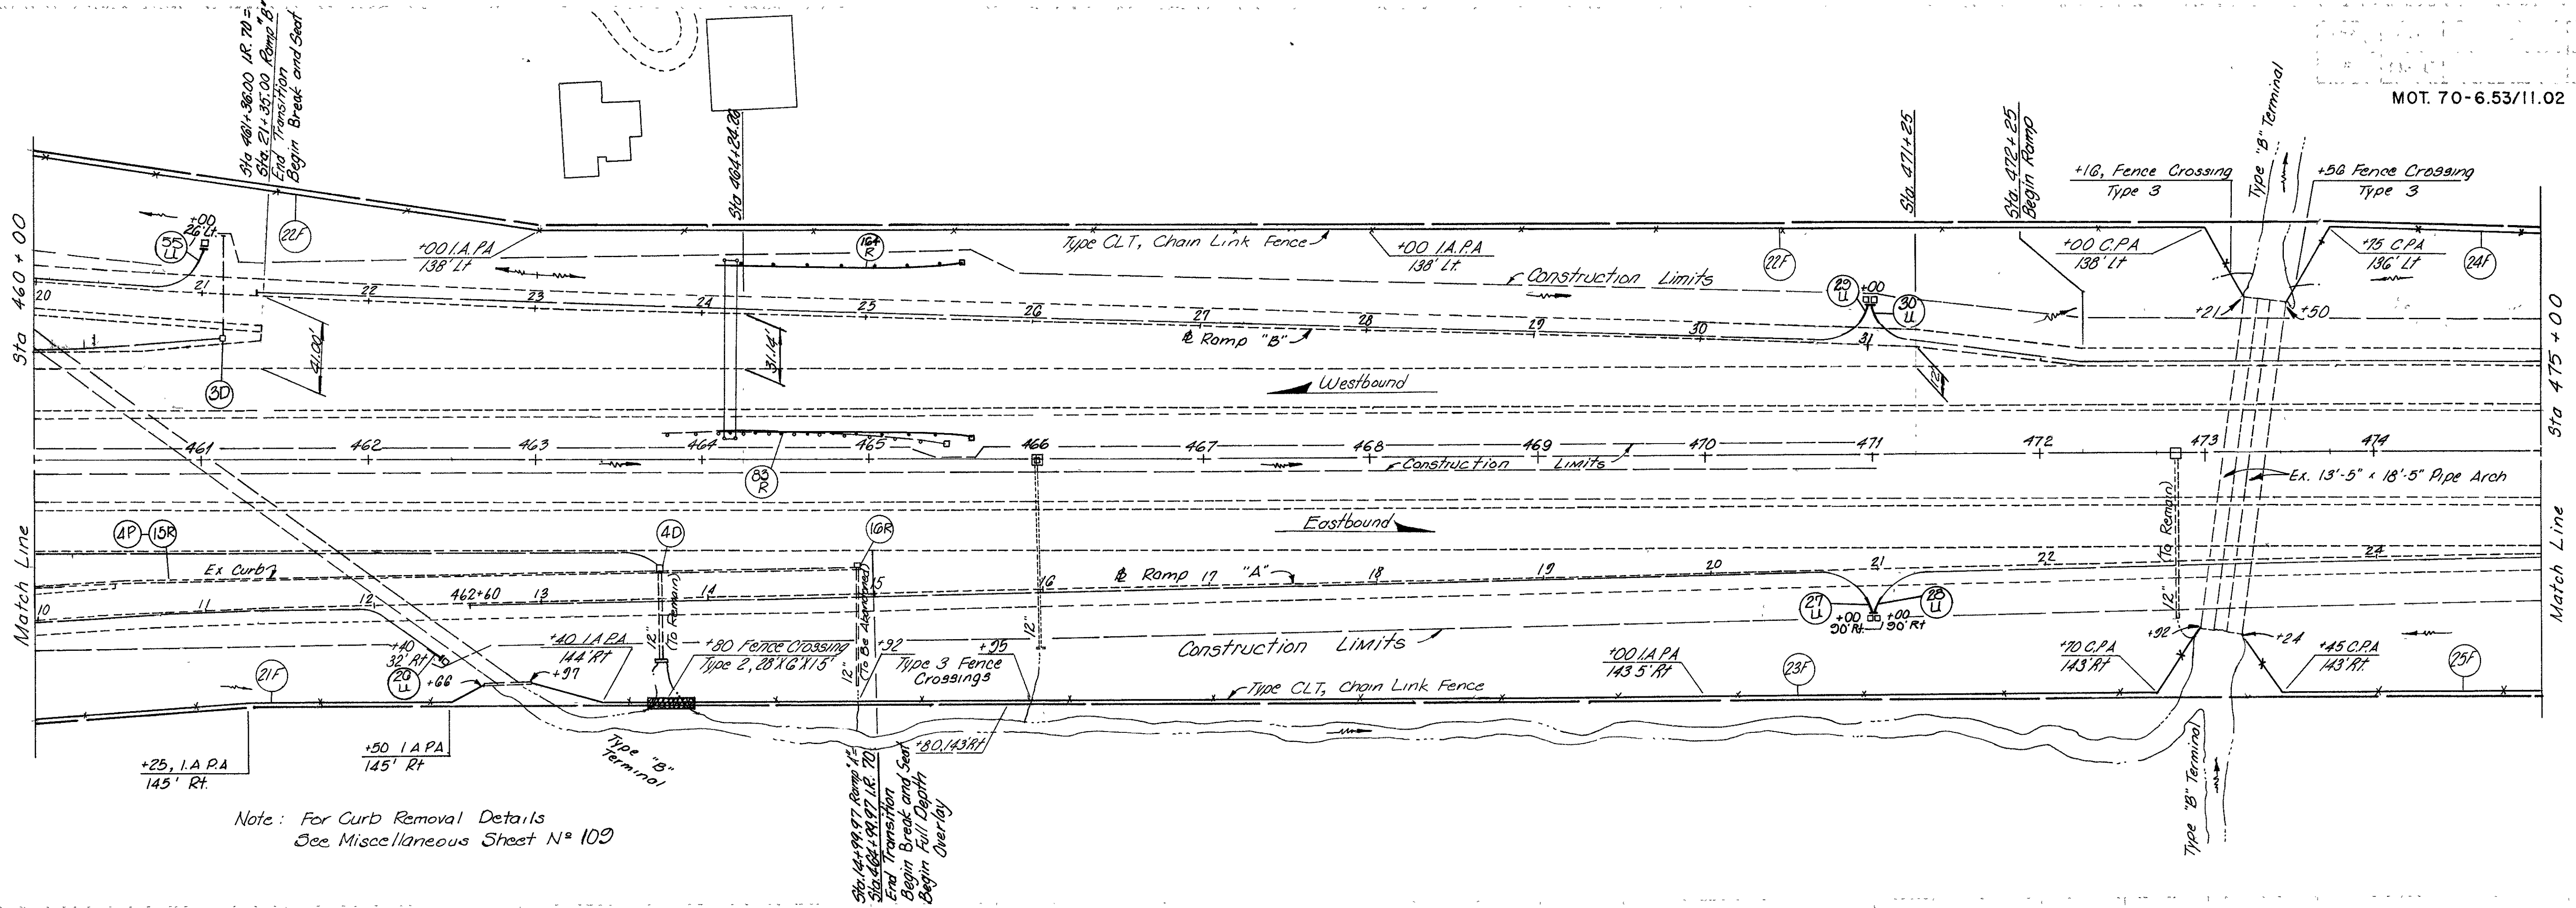 MOT. 70-6.53/11.02
Sta 461+36.00 I.R. 70 =
Sta. 21+35.00 Ramp "B"
End Transition
Begin Break and Seat
Sta 464+24.20
Sta. 471+25
Sta. 472+25
Begin Ramp
Type "B" Terminal
+16, Fence Crossing
Type 3
+56 Fence Crossing
Type 3
Sta 460+00
Match Line
+00
26' Lt.
55 U
22F
+00 I.A.P.A
138' Lt
164 R
Type CLT, Chain Link Fence
+00 I.A.P.A
138' Lt.
22F
+00 C.P.A
138' Lt
+75 C.P.A
136' Lt
24F
Construction Limits
29 U
+00
30 U
+21
+50
20
21
22
23
24
25
26
27
28
29
30
31
℄ Ramp "B"
3D
41.00'
31.14'
12'
Westbound
461
462
463
464
465
466
467
468
469
470
471
472
473
474
83 R
Construction Limits
Ex. 13'-5" x 18'-5" Pipe Arch
Sta 475+00
Match Line
Eastbound
4P
15R
4D
16R
Ex Curb
10
11
12
462+60
13
14
15
16
℄ Ramp "A"
17
18
19
20
21
22
24
12"
(To Remain)
12"
(To Be Abandoned)
12"
12"
(To Remain)
27 U
+00
90' Rt.
+00
90' Rt
28 U
Construction Limits
+40
32' Rt
26 U
+66
+97
+40 I.A.P.A
144' Rt
+80 Fence Crossing
Type 2, 28'X6'X15'
+92
+95
Type 3 Fence
Crossings
+00 I.A.P.A
143.5' Rt
+70 C.P.A
143' Rt
+92
+24
+45 C.P.A
143' Rt.
21F
23F
25F
Type CLT, Chain Link Fence
+25, I.A.P.A
145' Rt.
+50 I.A.P.A.
145' Rt
Type "B"
Terminal
+80, 143' Rt
Type "B" Terminal
Sta. 14+99.97 Ramp "A" =
Sta. 464+99.97 I.R. 70
End Transition
Begin Break and Seat
Begin Full Depth
Overlay
Note: For Curb Removal Details
See Miscellaneous Sheet Nº 109